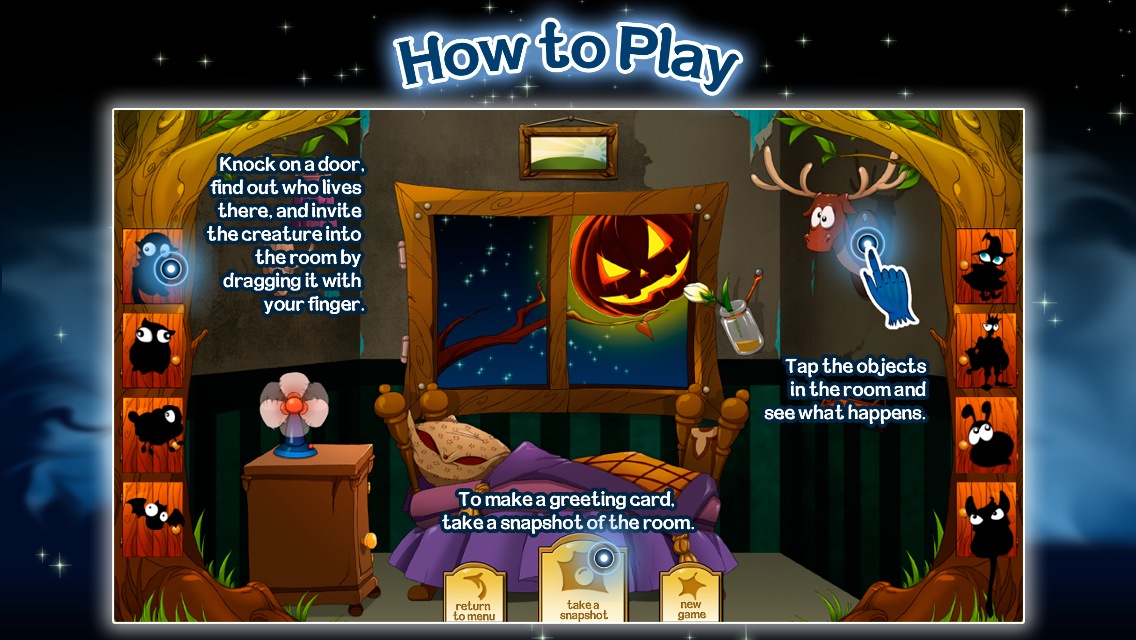 How to Play
Knock on a door,
find out who lives
there, and invite
the creature into
the room by
dragging it with
your finger.
Tap the objects
in the room and
see what happens.
To make a greeting card,
take a snapshot of the room.
return
to menu
take a
snapshot
new
game